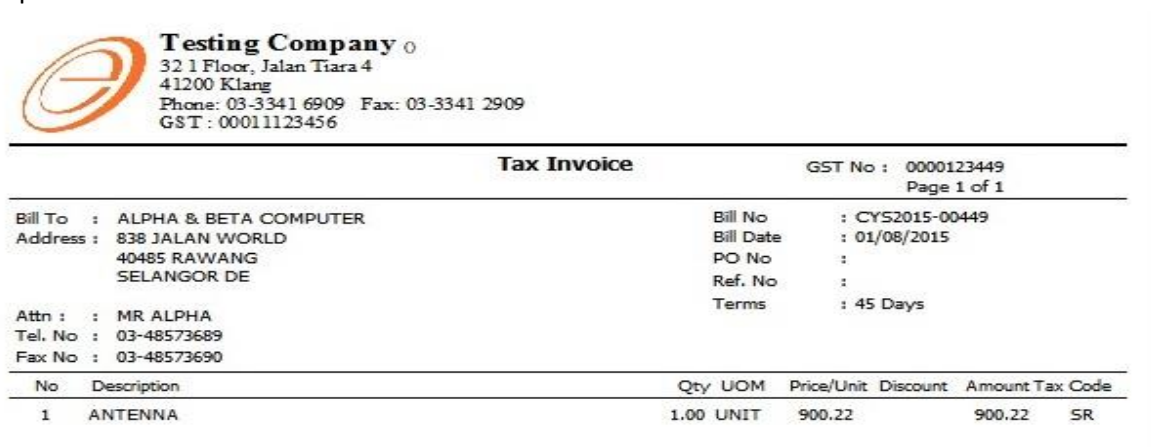 Testing Company ()
32 1 Floor, Jalan Tiara 4
41200 Klang
Phone: 03-3341 6909 Fax: 03-3341 2909
GST : 00011123456
Tax Invoice
GST No : 0000123449
Page 1 of 1
Bill To : ALPHA & BETA COMPUTER
Address : 838 JALAN WORLD
40485 RAWANG
SELANGOR DE
Attn : : MR ALPHA
Tel. No : 03-48573689
Fax No : 03-48573690
Bill No : CYS2015-00449
Bill Date : 01/08/2015
PO No :
Ref. No :
Terms : 45 Days
No Description Qty UOM Price/Unit Discount Amount Tax Code
1 ANTENNA 1.00 UNIT 900.22 900.22 SR